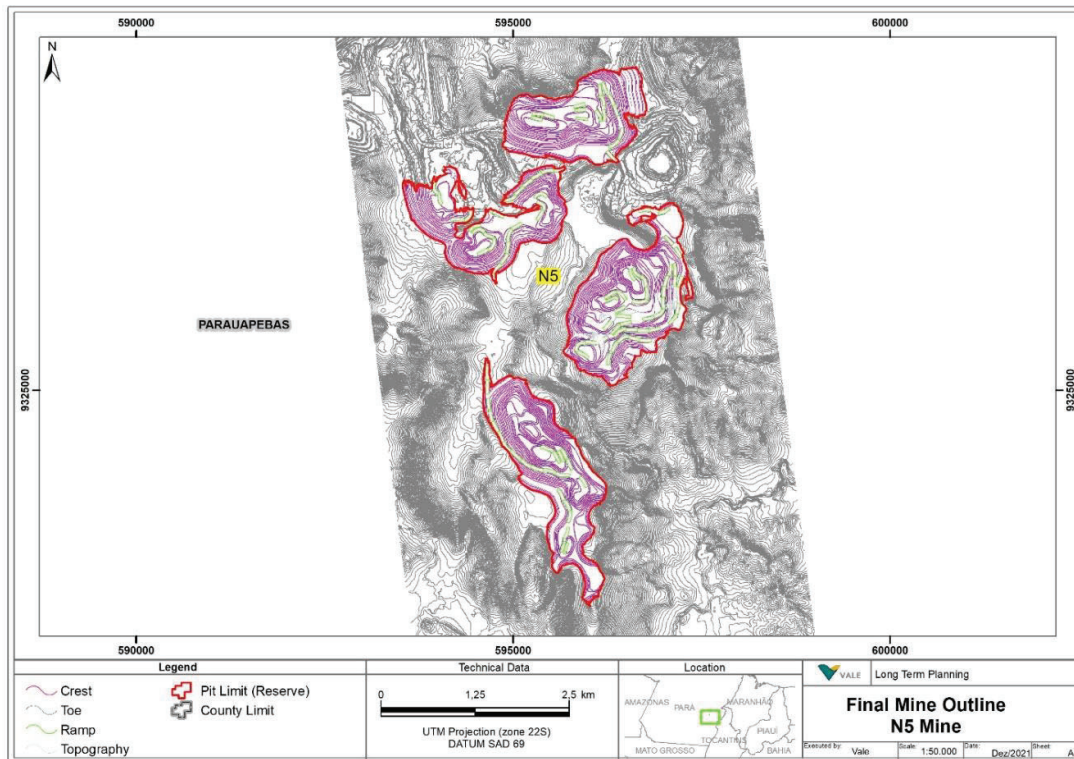 590000 595000 600000
N
N5
PARAUAPEBAS
9325000 9325000
590000 595000 600000
Legend
Crest
Toe
Ramp
Topography
Pit Limit (Reserve)
County Limit
Technical Data
0 1,25 2,5 km
UTM Projection (zone 22S)
DATUM SAD 69
Location
AMAZONAS PARÁ MARANHÃO
PIAUÍ
TOCANTINS
MATO GROSSO BAHIA
VALE Long Term Planning
Final Mine Outline
N5 Mine
Executed by Vale Scale 1:50.000 Date: Dez/2021 Sheet A